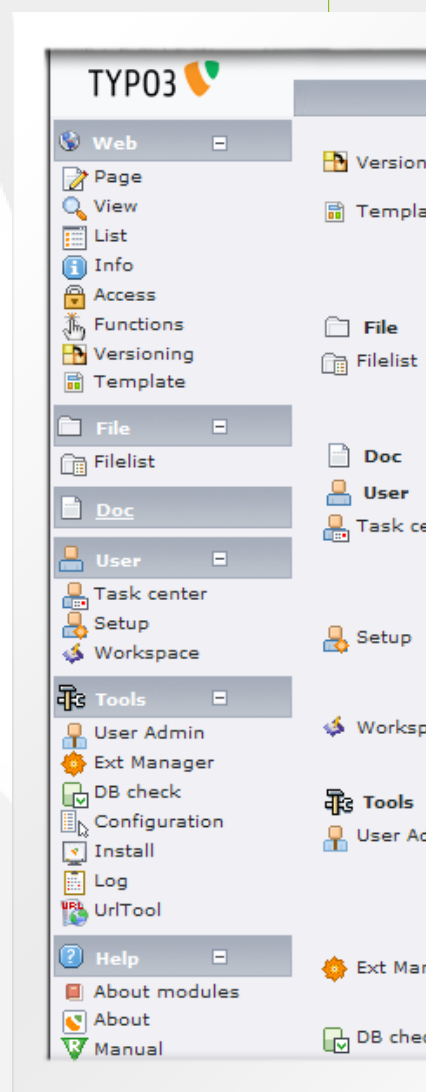 TYPO3
Web
Page
View
List
Info
Access
Functions
Versioning
Template
File
Filelist
Doc
User
Task center
Setup
Workspace
Tools
User Admin
Ext Manager
DB check
Configuration
Install
Log
UrlTool
Help
About modules
About
Manual
Version
Templa
File
Filelist
Doc
User
Task ce
Setup
Worksp
Tools
User Ad
Ext Man
DB chec